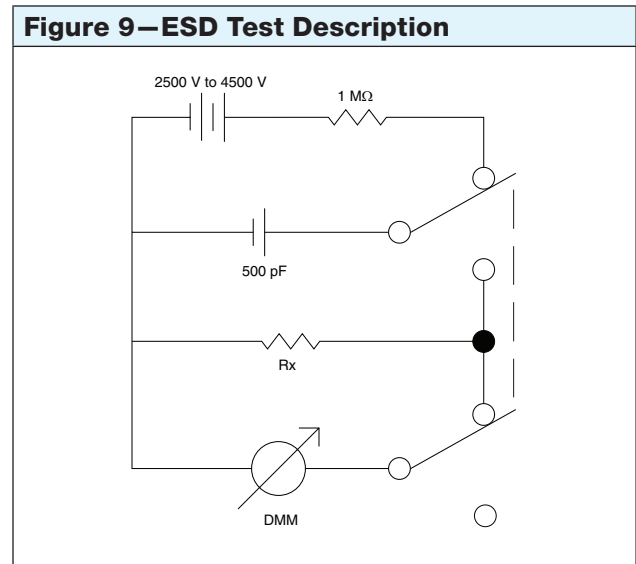 Figure 9—ESD Test Description
2500 V to 4500 V
1 MΩ
500 pF
Rx
DMM